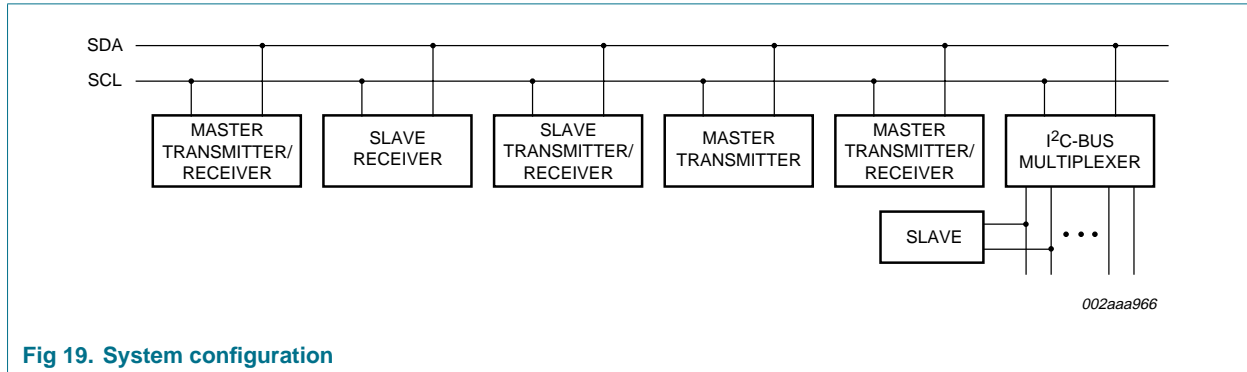 SDA
SCL
MASTER
TRANSMITTER/
RECEIVER
SLAVE
RECEIVER
SLAVE
TRANSMITTER/
RECEIVER
MASTER
TRANSMITTER
MASTER
TRANSMITTER/
RECEIVER
I²C-BUS
MULTIPLEXER
SLAVE
002aaa966
Fig 19. System configuration